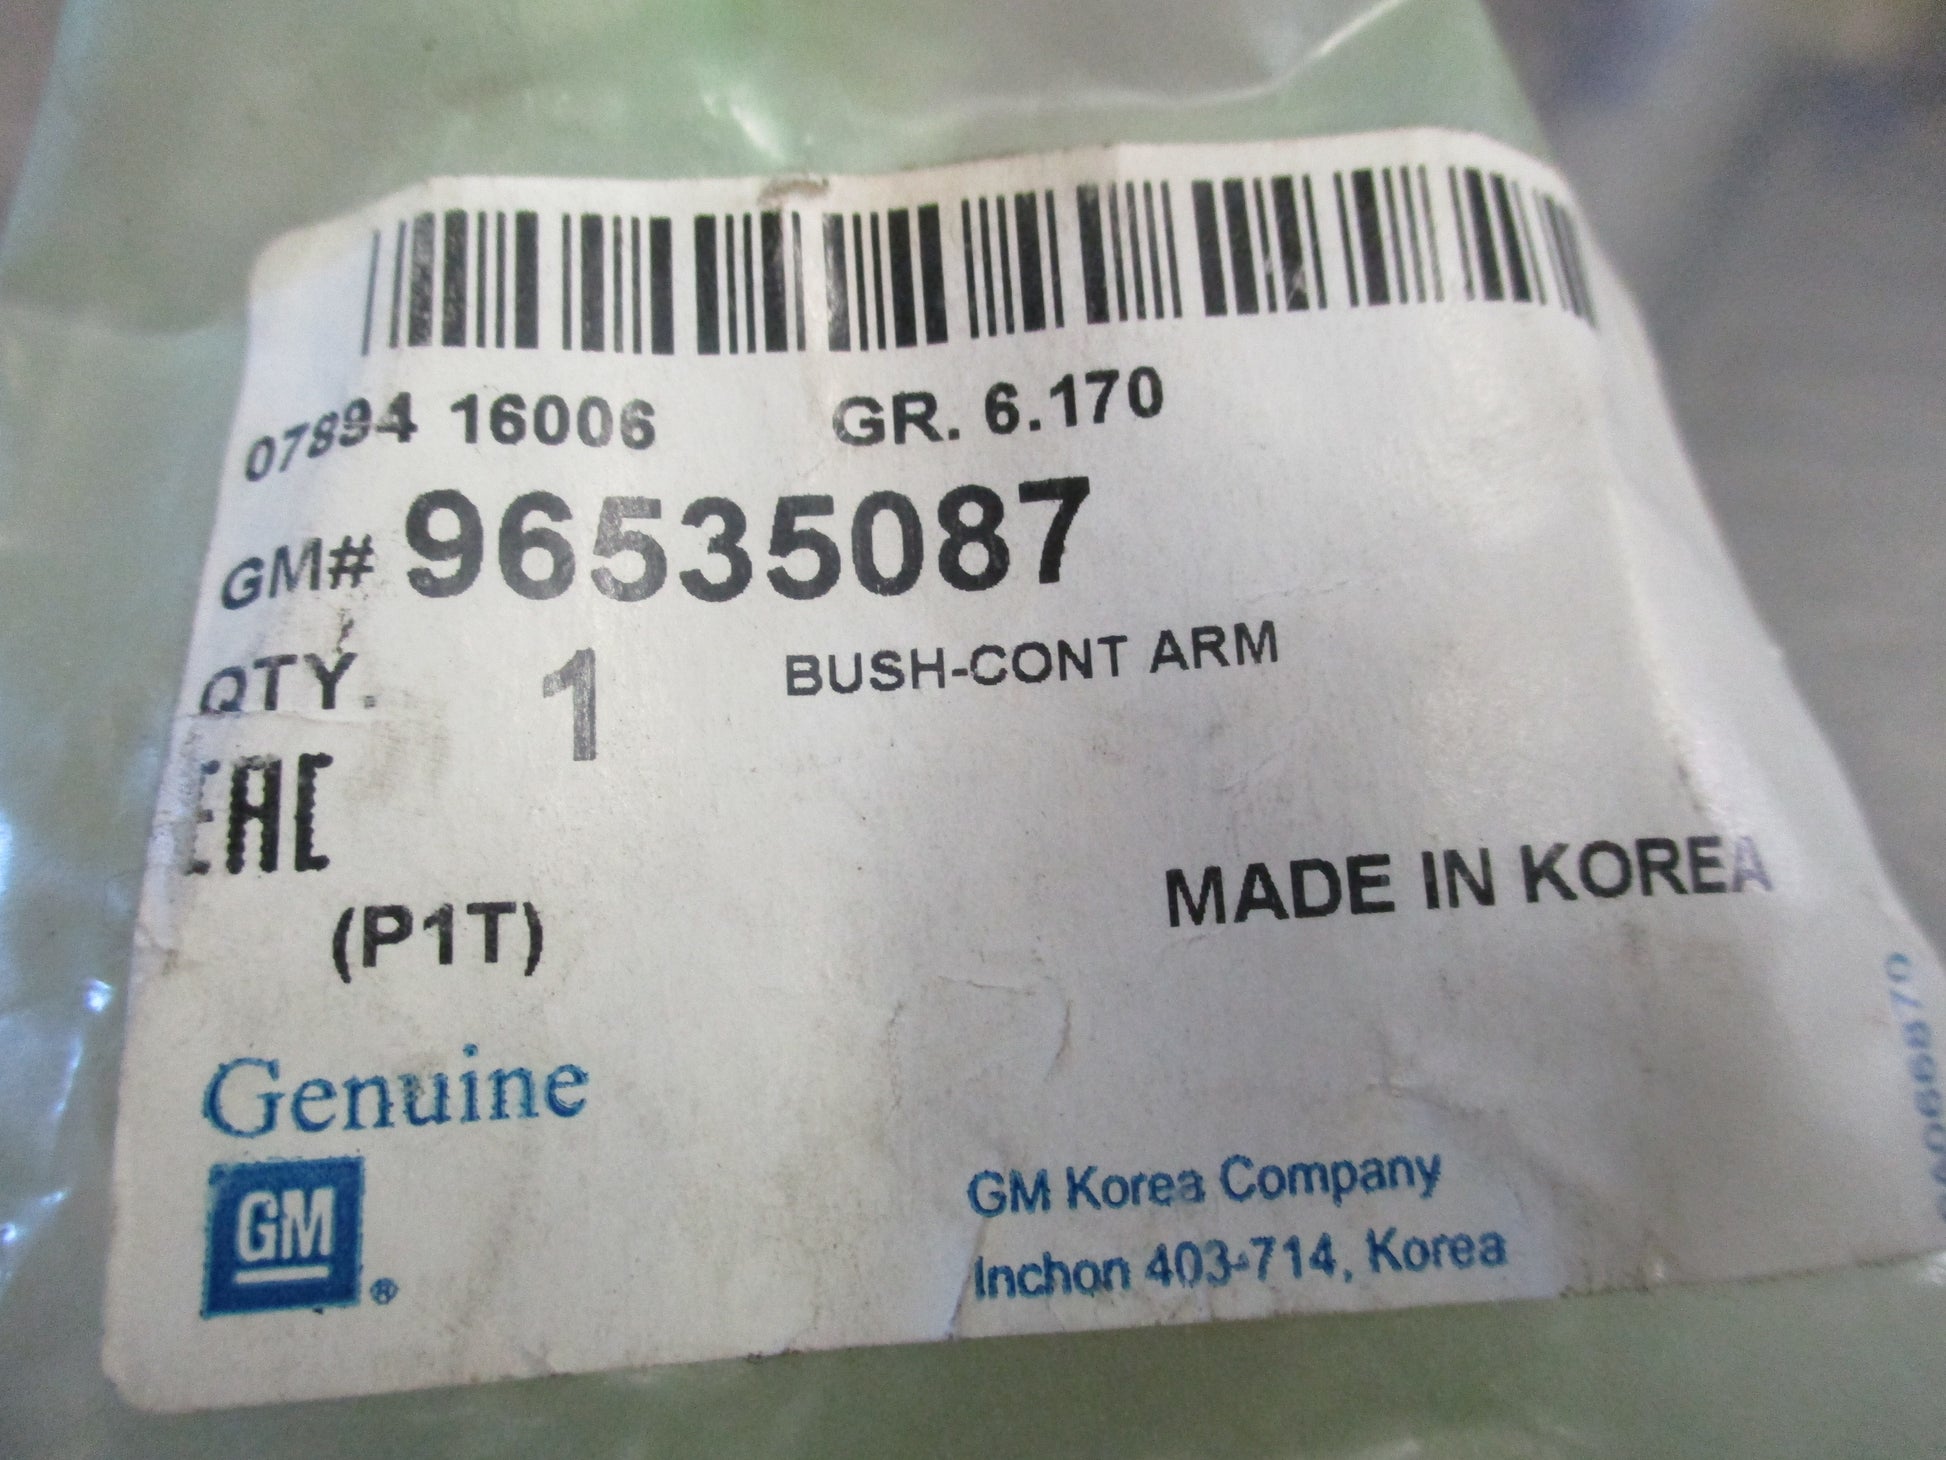 07894 16006 GR. 6.170
GM# 96535087
QTY. 1 BUSH-CONT ARM
EAC
(P1T)
MADE IN KOREA
Genuine
GM ®
GM Korea Company
Inchon 403-714, Korea